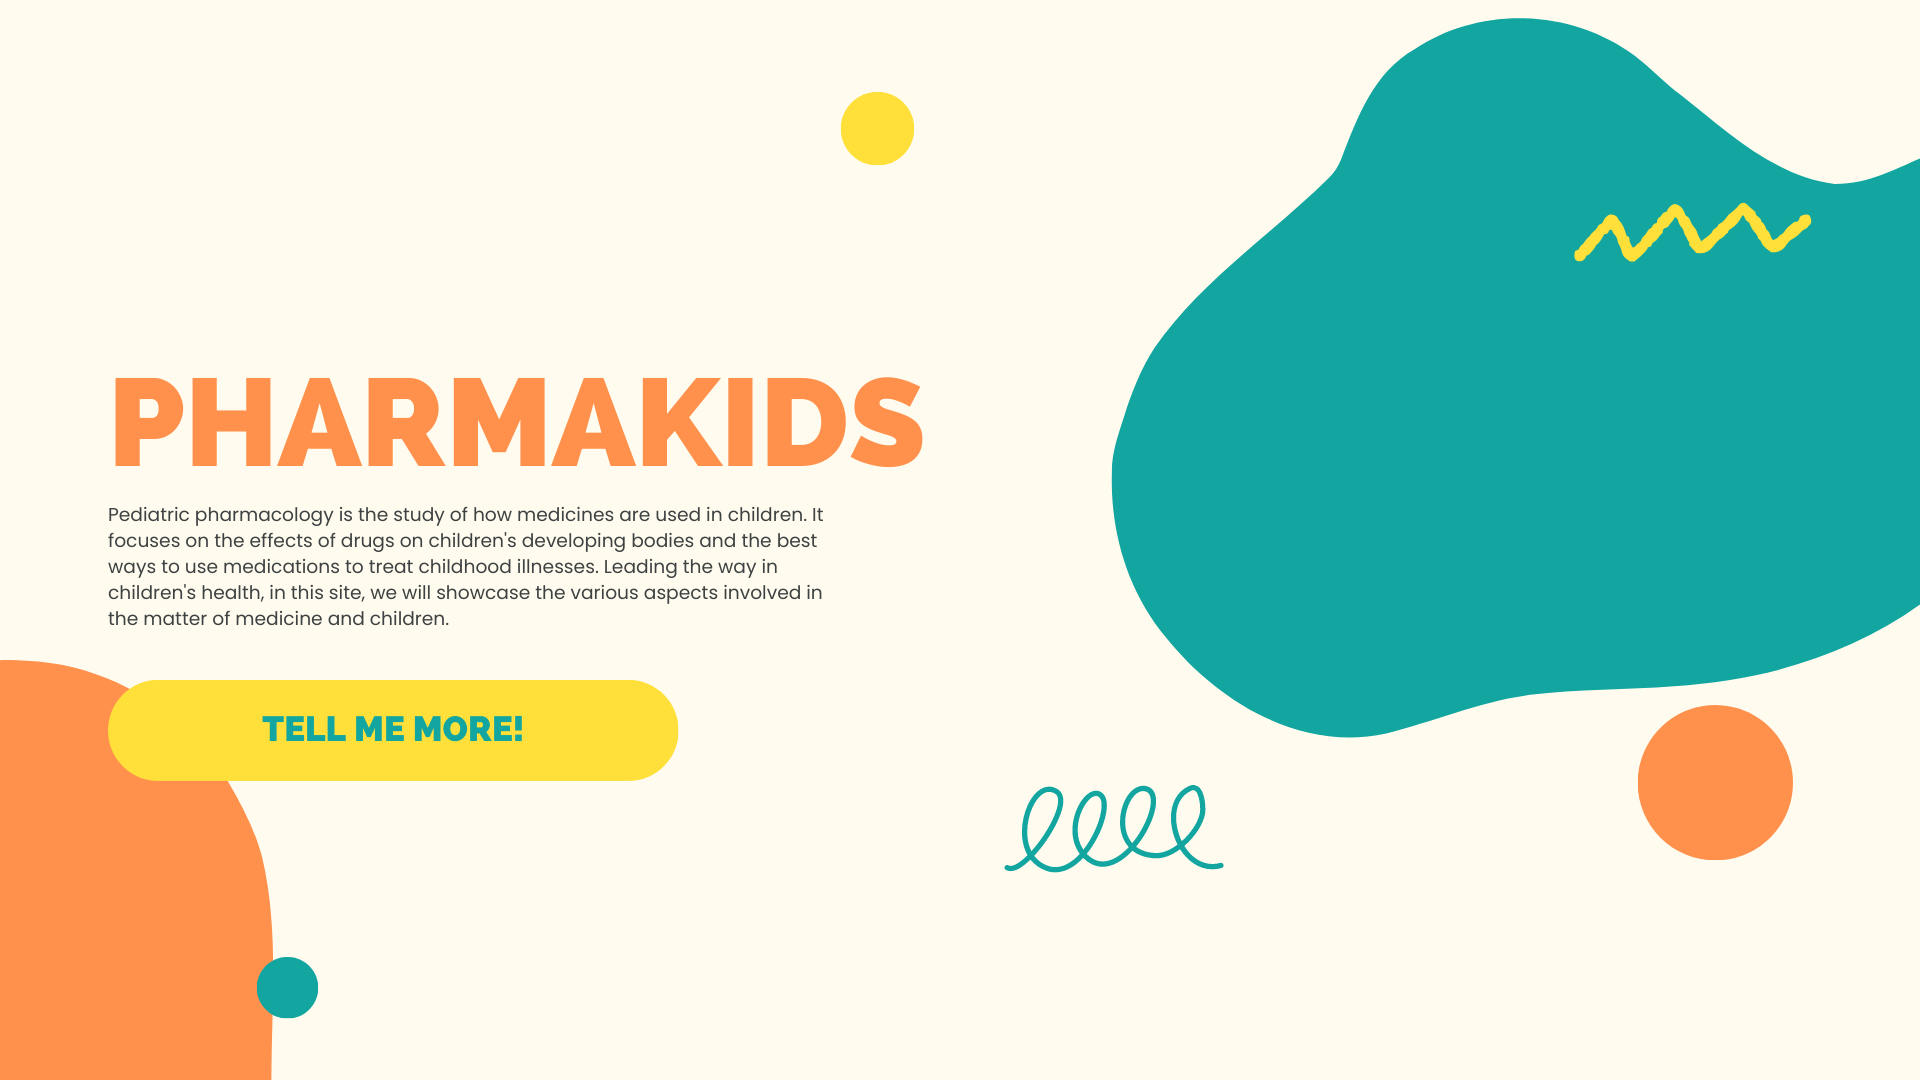 PHARMAKIDS
Pediatric pharmacology is the study of how medicines are used in children. It
focuses on the effects of drugs on children's developing bodies and the best
ways to use medications to treat childhood illnesses. Leading the way in
children's health, in this site, we will showcase the various aspects involved in
the matter of medicine and children.
TELL ME MORE!